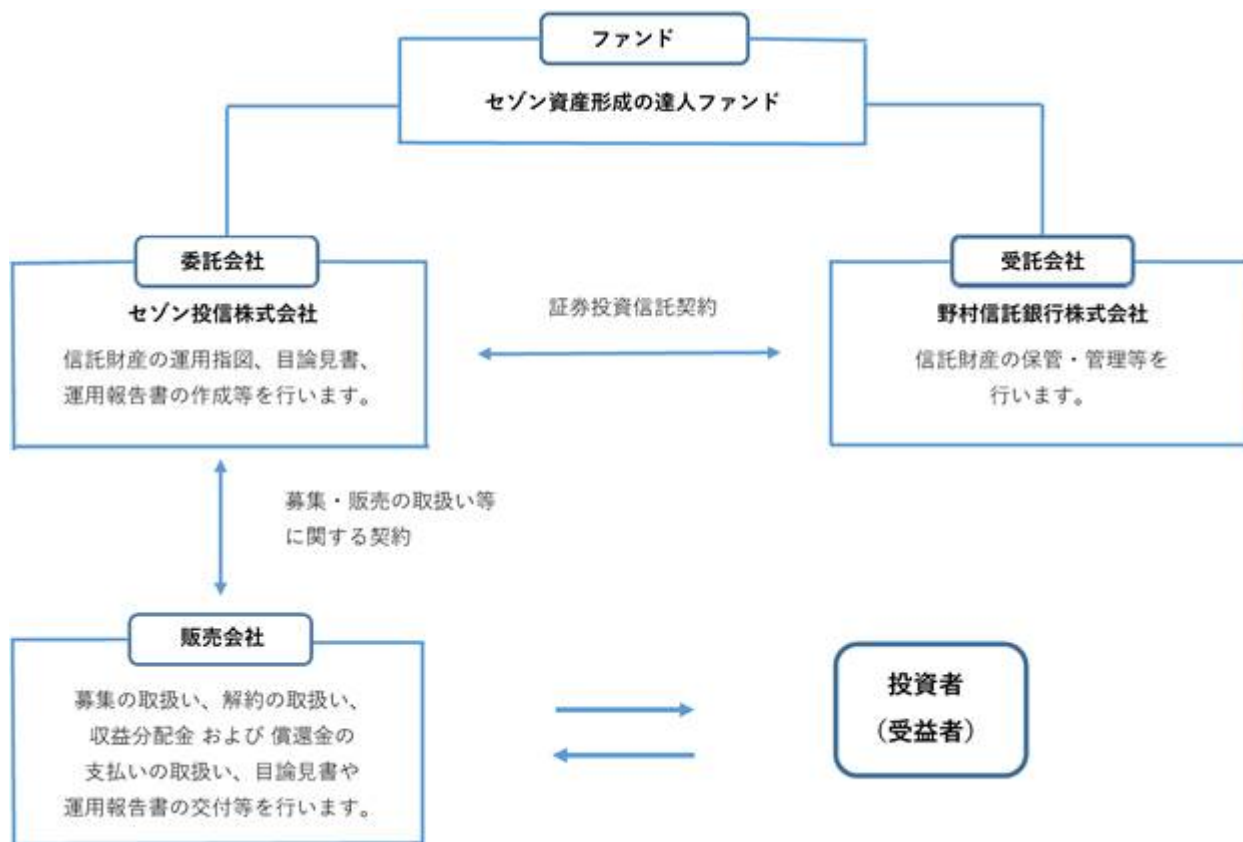 ファンド
セゾン資産形成の達人ファンド
委託会社
セゾン投信株式会社
信託財産の運用指図、目論見書、
運用報告書の作成等を行います。
証券投資信託契約
受託会社
野村信託銀行株式会社
信託財産の保管・管理等を
行います。
募集・販売の取扱い等
に関する契約
販売会社
募集の取扱い、解約の取扱い、
収益分配金 および 償還金の
支払いの取扱い、目論見書や
運用報告書の交付等を行います。
投資者
（受益者）